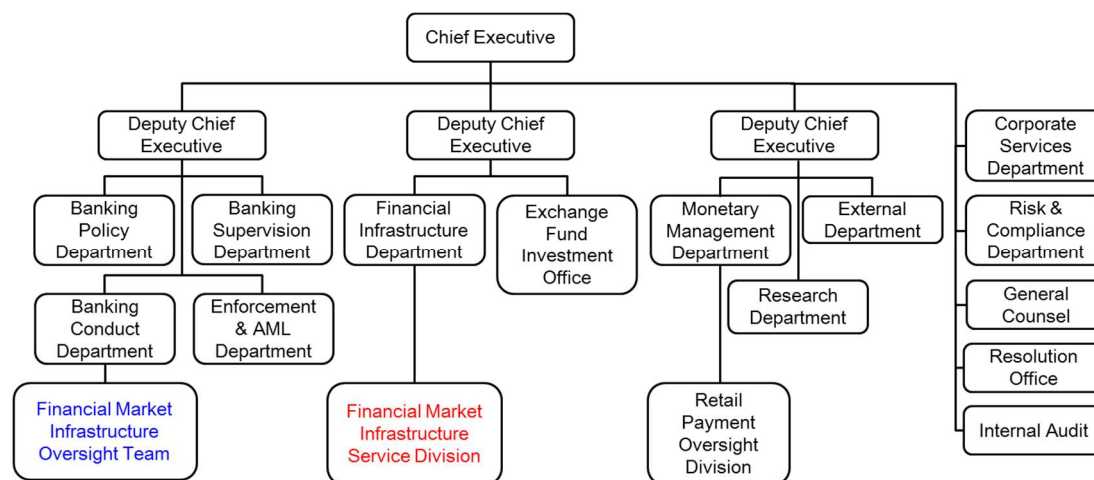 Chief Executive
Deputy Chief
Executive
Deputy Chief
Executive
Deputy Chief
Executive
Corporate
Services
Department
Banking
Policy
Department
Banking
Supervision
Department
Financial
Infrastructure
Department
Exchange
Fund
Investment
Office
Monetary
Management
Department
External
Department
Risk &
Compliance
Department
Banking
Conduct
Department
Enforcement
& AML
Department
Research
Department
General
Counsel
Resolution
Office
Financial Market
Infrastructure
Oversight Team
Financial Market
Infrastructure
Service Division
Retail
Payment
Oversight
Division
Internal Audit